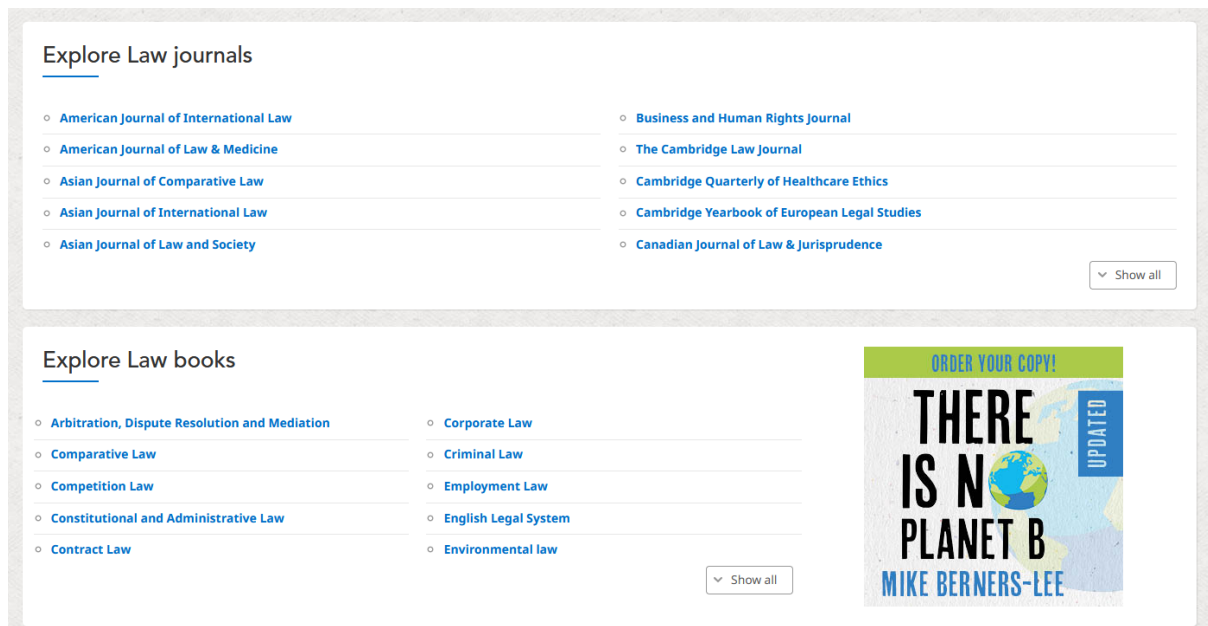 Explore Law journals
American Journal of International Law
American Journal of Law & Medicine
Asian Journal of Comparative Law
Asian Journal of International Law
Asian Journal of Law and Society
Business and Human Rights Journal
The Cambridge Law Journal
Cambridge Quarterly of Healthcare Ethics
Cambridge Yearbook of European Legal Studies
Canadian Journal of Law & Jurisprudence
Show all
Explore Law books
Arbitration, Dispute Resolution and Mediation
Comparative Law
Competition Law
Constitutional and Administrative Law
Contract Law
Corporate Law
Criminal Law
Employment Law
English Legal System
Environmental law
Show all
ORDER YOUR COPY!
THERE
IS NO
PLANET B
MIKE BERNERS-LEE
UPDATED